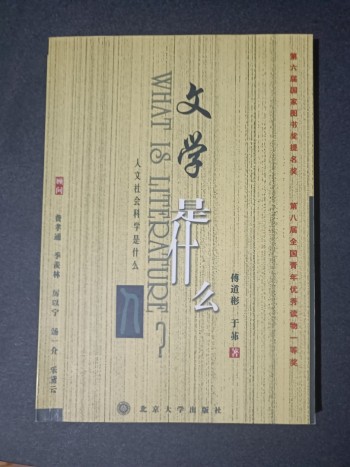 第六届国家图书奖提名奖 第八届全国青年优秀读物一等奖
文学是什么
WHAT IS LITERATURE?
人文社会科学是什么
傅道彬 于茀 著
顾问 费孝通 季羡林 厉以宁 汤一介 张岱云
北京大学出版社